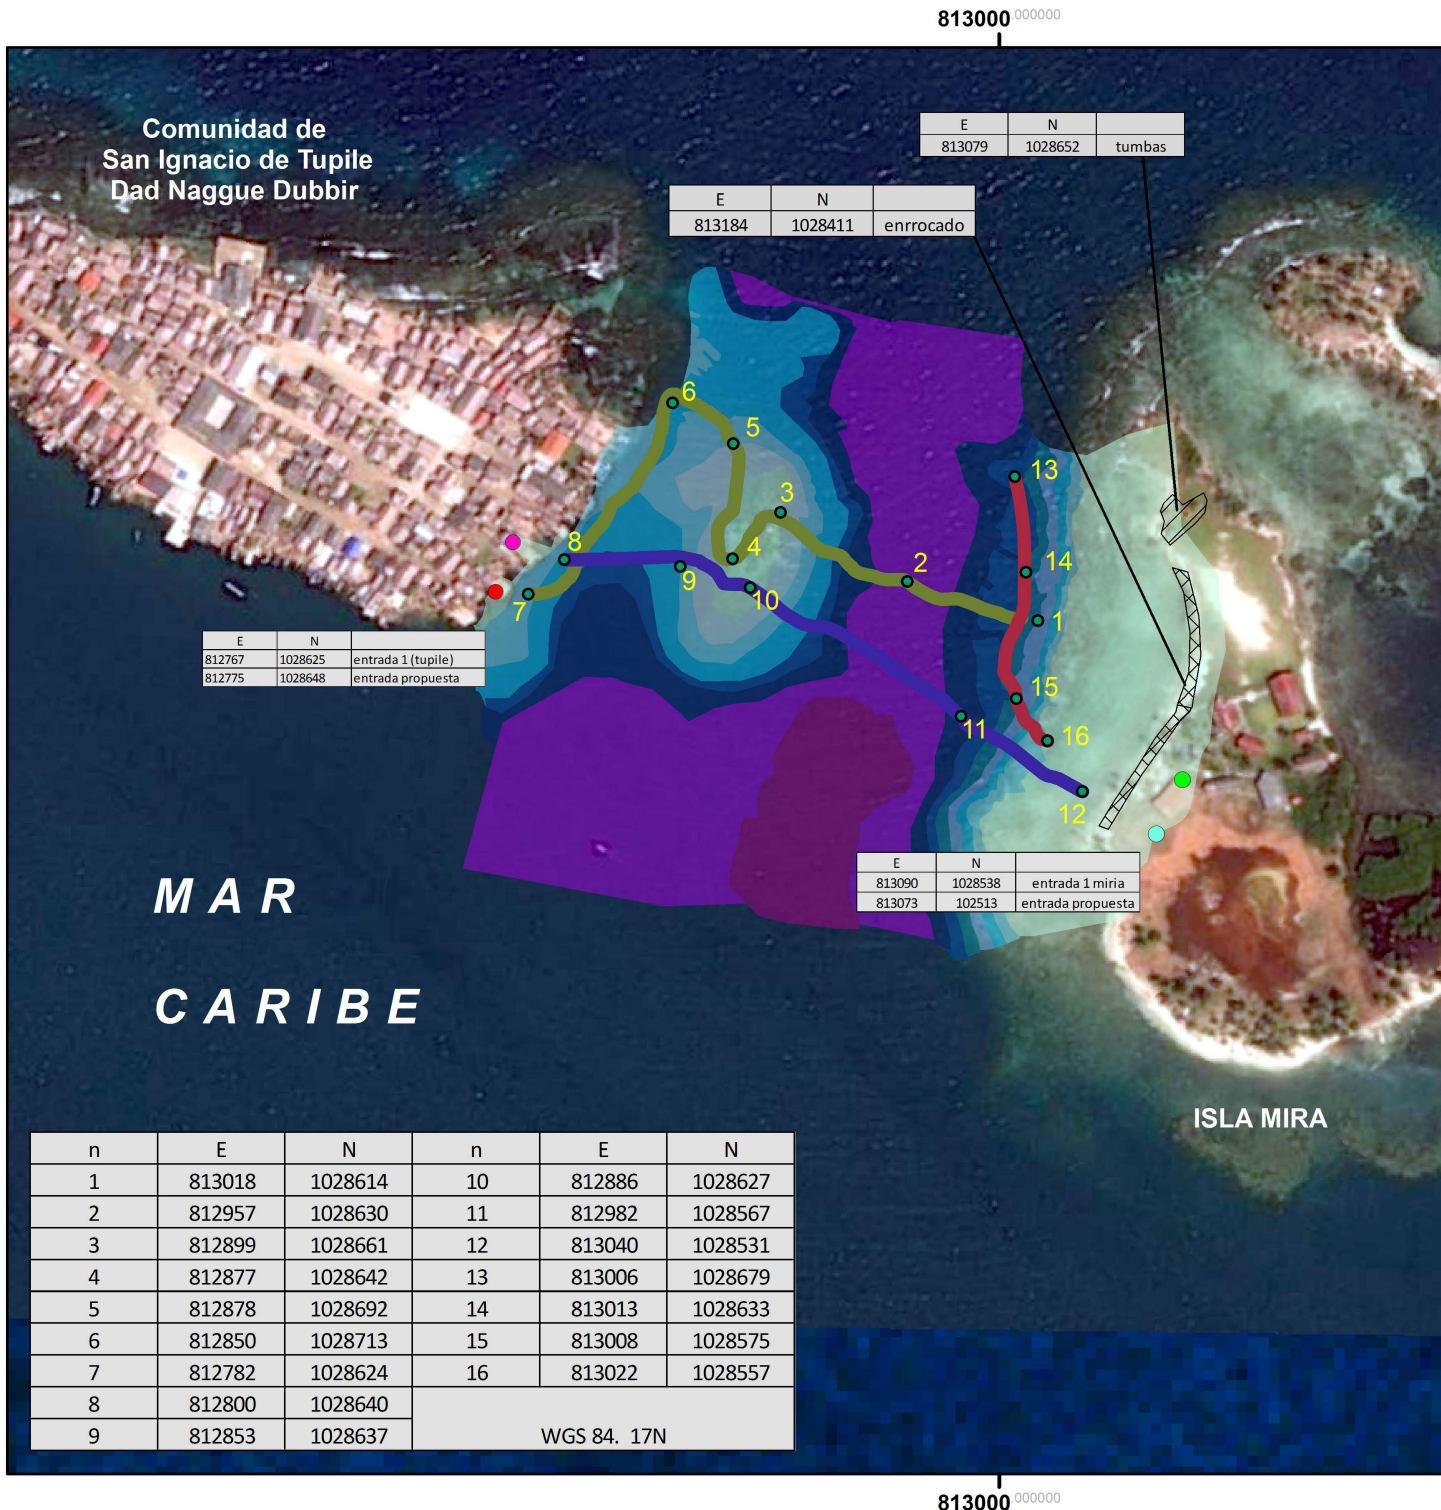 813000.000000
Comunidad de
San Ignacio de Tupile
Dad Naggue Dubbir
E N
813079 1028652 tumbas
E N
813184 1028411 enrrocado
6
5
13
3
8
4
14
2
9
7
10
1
15
11
16
12
E N
812767 1028625 entrada 1 (tupile)
812775 1028648 entrada propuesta
E N
813090 1028538 entrada 1 miria
813073 102513 entrada propuesta
MAR
CARIBE
ISLA MIRA
n E N n E N
1 813018 1028614 10 812886 1028627
2 812957 1028630 11 812982 1028567
3 812899 1028661 12 813040 1028531
4 812877 1028642 13 813006 1028679
5 812878 1028692 14 813013 1028633
6 812850 1028713 15 813008 1028575
7 812782 1028624 16 813022 1028557
8 812800 1028640
9 812853 1028637 WGS 84. 17N
813000.000000